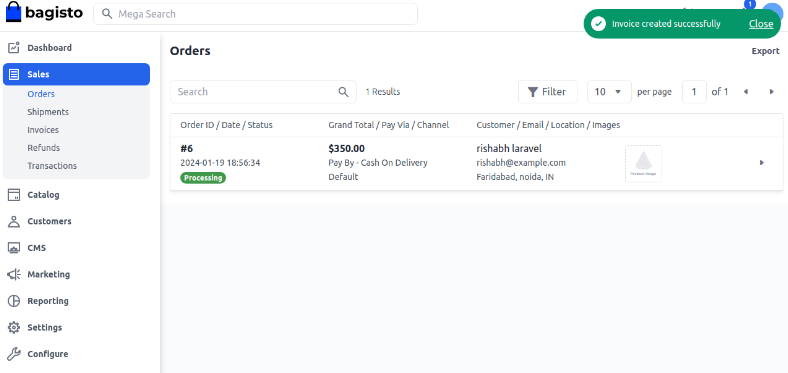 bagisto
Mega Search
1
Invoice created successfully
Close
Dashboard
Sales
Orders
Shipments
Invoices
Refunds
Transactions
Catalog
Customers
CMS
Marketing
Reporting
Settings
Configure
Orders
Export
Search
1 Results
Filter
10
per page
1
of 1
Order ID / Date / Status
Grand Total / Pay Via / Channel
Customer / Email / Location / Images
#6
2024-01-19 18:56:34
Processing
$350.00
Pay By - Cash On Delivery
Default
rishabh laravel
rishabh@example.com
Faridabad, noida, IN
Product Image